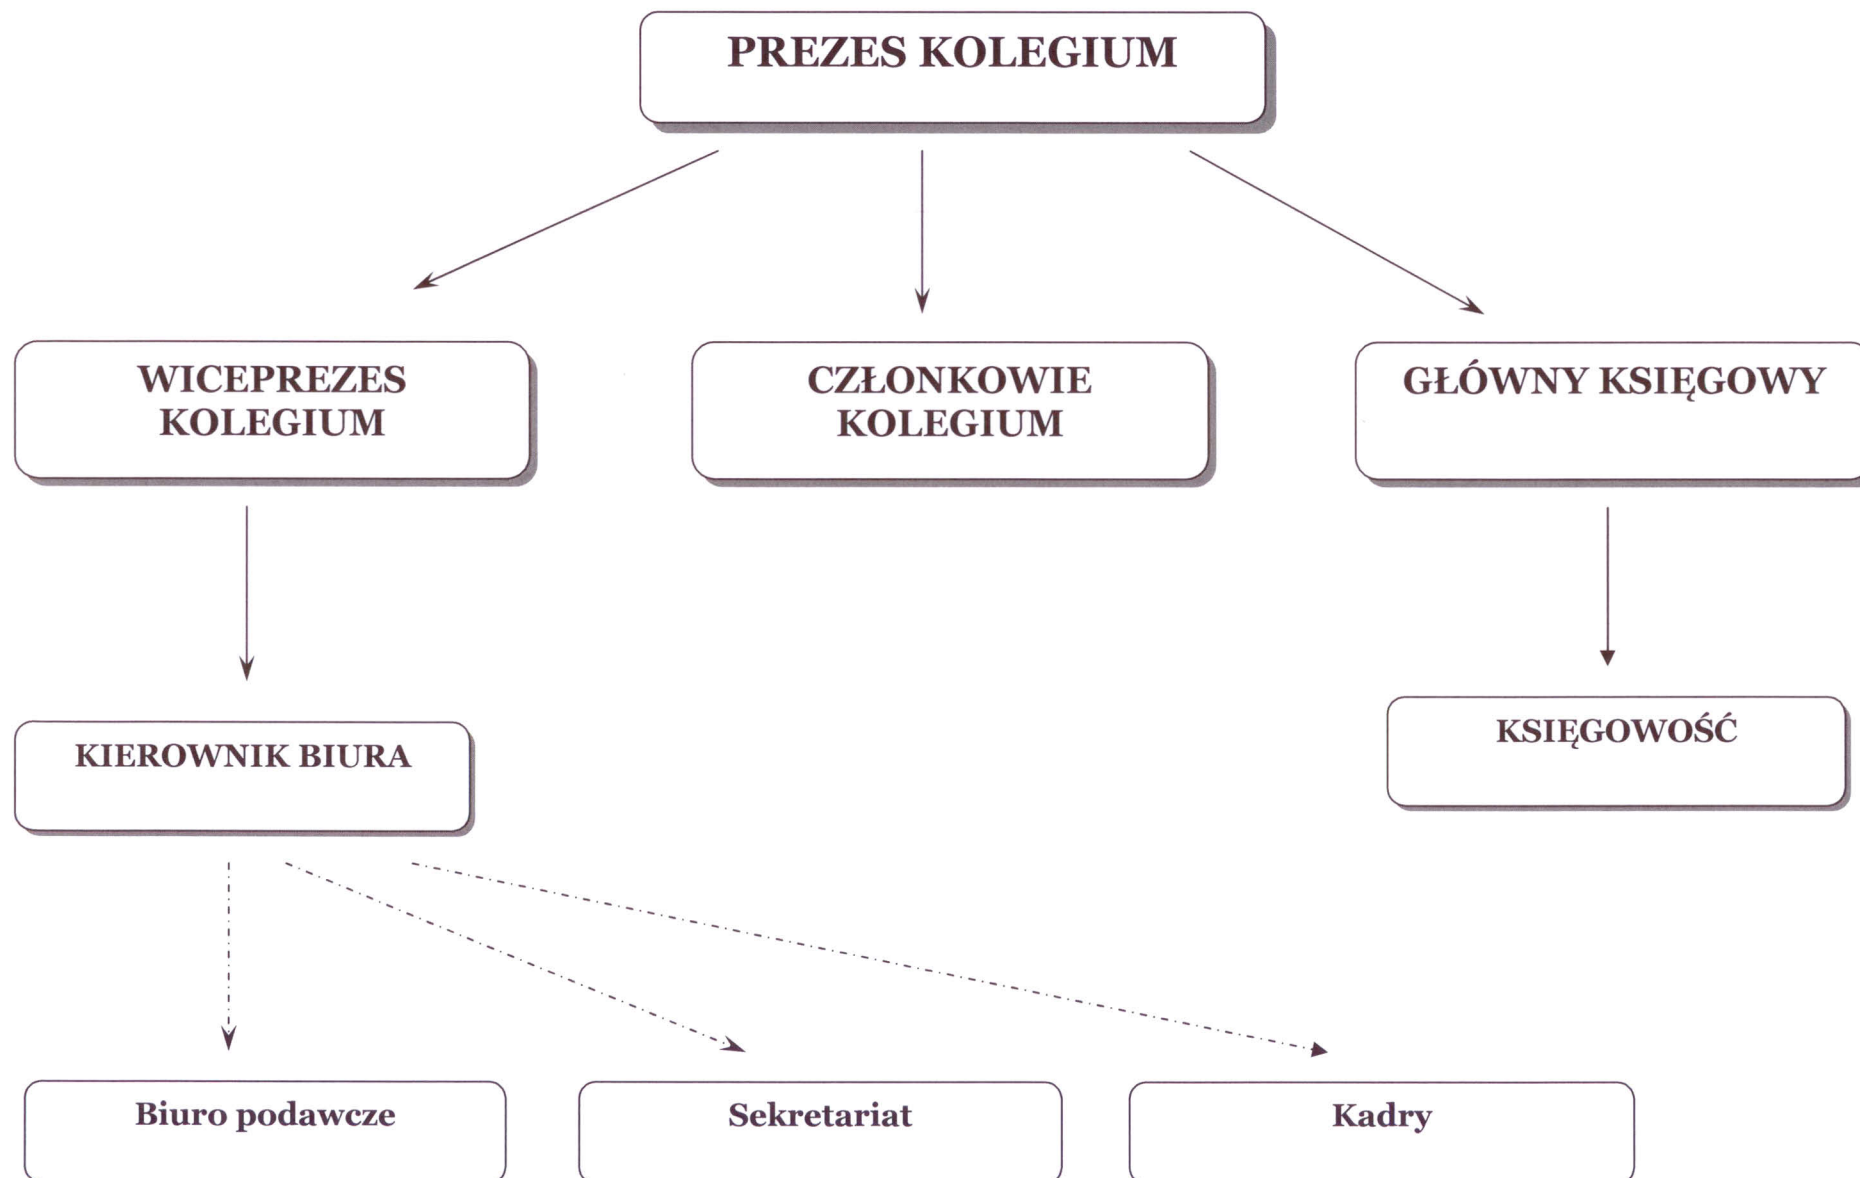 PREZES KOLEGIUM
WICEPREZES
KOLEGIUM
CZŁONKOWIE
KOLEGIUM
GŁÓWNY KSIĘGOWY
KIEROWNIK BIURA
KSIĘGOWOŚĆ
Biuro podawcze
Sekretariat
Kadry